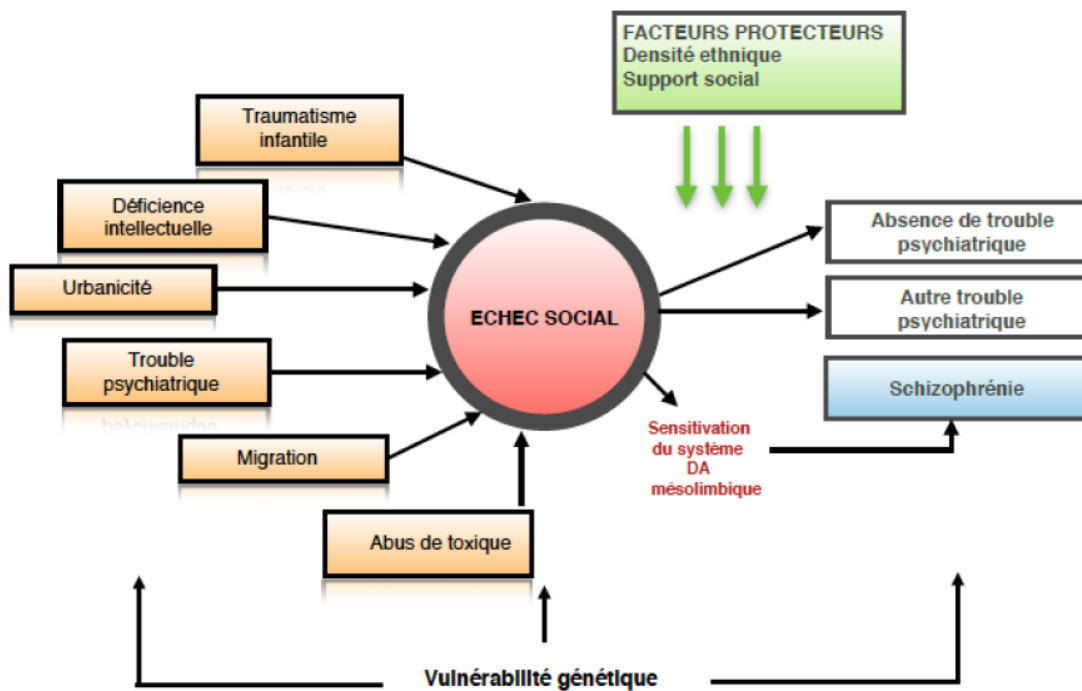 FACTEURS PROTECTEURS
Densité ethnique
Support social
Traumatisme
infantile
Déficience
intellectuelle
Urbanicité
Trouble
psychiatrique
Migration
Abus de toxique
ECHEC SOCIAL
Absence de trouble
psychiatrique
Autre trouble
psychiatrique
Schizophrénie
Sensitivation
du système
DA
mésolimbique
Vulnérabilité génétique